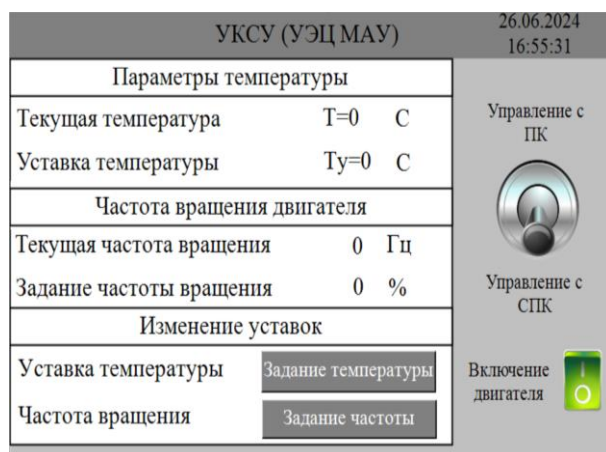 УКСУ (УЭЦ МАУ)
26.06.2024
16:55:31
Параметры температуры
Текущая температура T=0 C
Уставка температуры Ту=0 C
Частота вращения двигателя
Текущая частота вращения 0 Гц
Задание частоты вращения 0 %
Изменение уставок
Уставка температуры Задание температуры
Частота вращения Задание частоты
Управление с
ПК
Управление с
СПК
Включение
двигателя